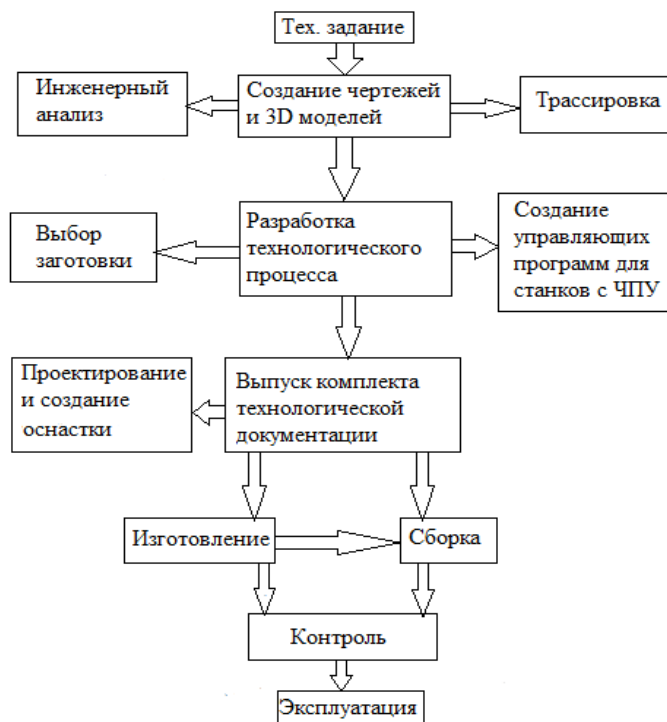 Тех. задание
Инженерный
анализ
Создание чертежей
и 3D моделей
Трассировка
Выбор
заготовки
Разработка
технологического
процесса
Создание
управляющих
программ для
станков с ЧПУ
Проектирование
и создание
оснастки
Выпуск комплекта
технологической
документации
Изготовление
Сборка
Контроль
Эксплуатация